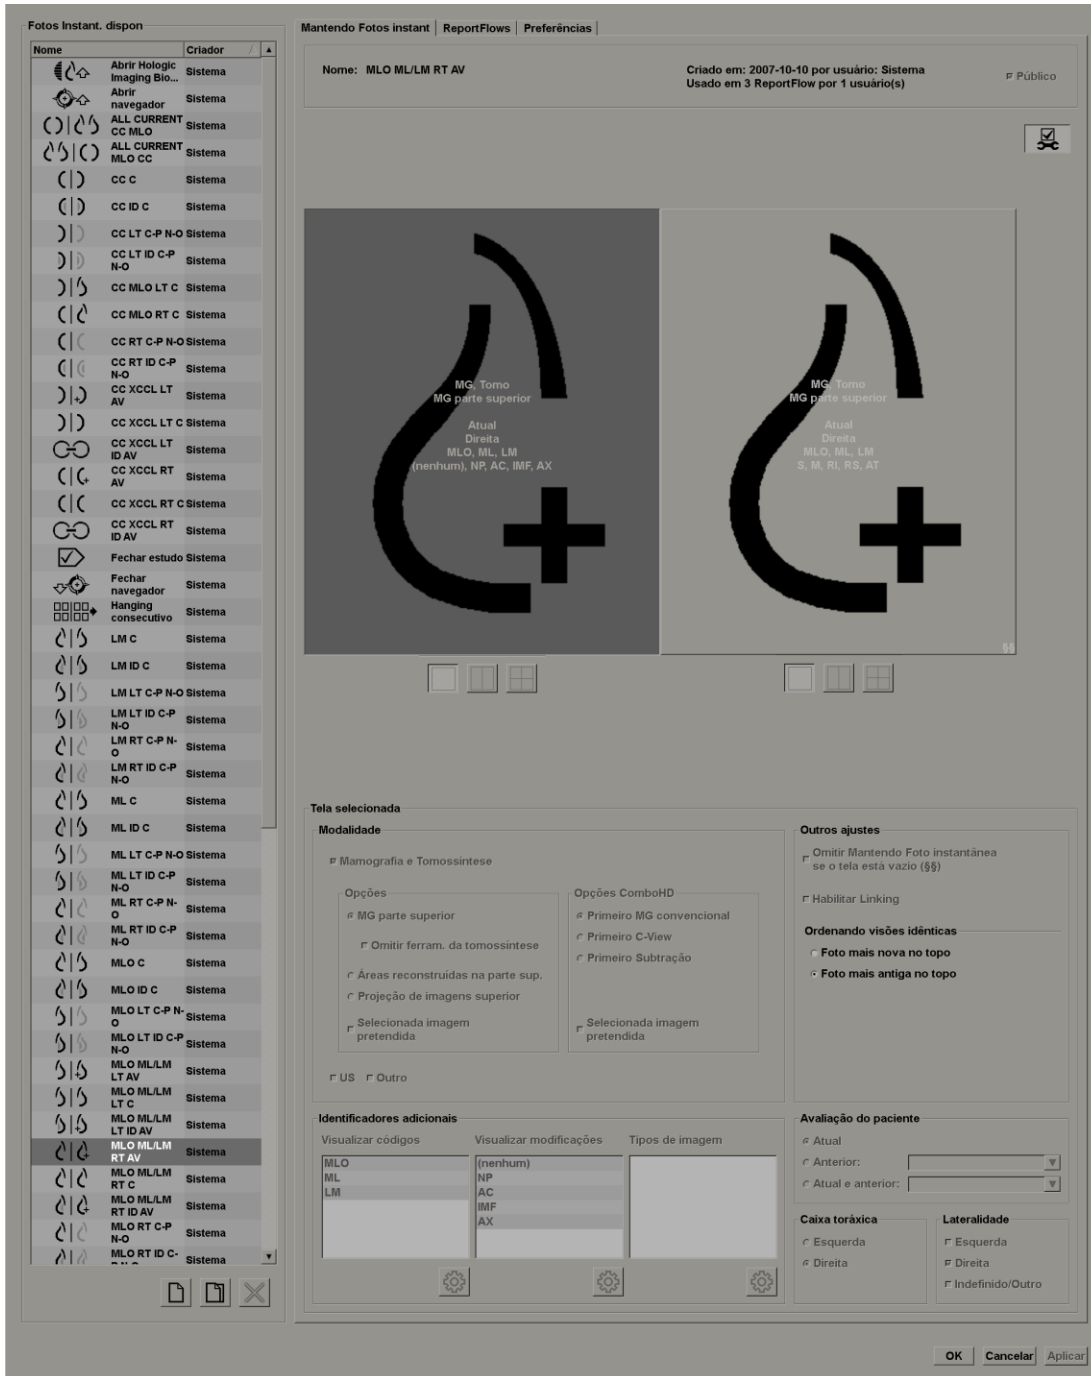 Fotos Instant. dispon
Nome Criador
Abrir Hologic
Imaging Bio... Sistema
Abrir
navegador Sistema
ALL CURRENT
CC MLO Sistema
ALL CURRENT
MLO CC Sistema
CC C Sistema
CC ID C Sistema
CC LT C-P N-O Sistema
CC LT ID C-P
N-O Sistema
CC MLO LT C Sistema
CC MLO RT C Sistema
CC RT C-P N-O Sistema
CC RT ID C-P
N-O Sistema
CC XCCL LT
AV Sistema
CC XCCL LT C Sistema
CC XCCL LT
ID AV Sistema
CC XCCL RT
AV Sistema
CC XCCL RT C Sistema
CC XCCL RT
ID AV Sistema
Fechar estudo Sistema
Fechar
navegador Sistema
Hanging
consecutivo Sistema
LM C Sistema
LM ID C Sistema
LM LT C-P N-O Sistema
LM LT ID C-P
N-O Sistema
LM RT C-P N-
O Sistema
LM RT ID C-P
N-O Sistema
ML C Sistema
ML ID C Sistema
ML LT C-P N-O Sistema
ML LT ID C-P
N-O Sistema
ML RT C-P N-
O Sistema
ML RT ID C-P
N-O Sistema
MLO C Sistema
MLO ID C Sistema
MLO LT C-P N-
O Sistema
MLO LT ID C-P
N-O Sistema
MLO ML/LM
LT AV Sistema
MLO ML/LM
LT C Sistema
MLO ML/LM
LT ID AV Sistema
MLO ML/LM
RT AV Sistema
MLO ML/LM
RT C Sistema
MLO ML/LM
RT ID AV Sistema
MLO RT C-P
N-O Sistema
MLO RT ID C- Sistema
Mantendo Fotos instant ReportFlows Preferências
Nome: MLO ML/LM RT AV
Criado em: 2007-10-10 por usuário: Sistema
Usado em 3 ReportFlow por 1 usuário(s)
Público
MG, Tomo
MG parte superior
Atual
Direita
MLO, ML, LM
(nenhum), NP, AC, IMF, AX
MG, Tomo
MG parte superior
Atual
Direita
MLO, ML, LM
S, M, RI, RS, AT
§§
Tela selecionada
Modalidade
Mamografia e Tomossíntese
Opções
MG parte superior
Omitir ferram. da tomossíntese
Áreas reconstruídas na parte sup.
Projeção de imagens superior
Selecionada imagem
pretendida
Opções ComboHD
Primeiro MG convencional
Primeiro C-View
Primeiro Subtração
Selecionada imagem
pretendida
US Outro
Outros ajustes
Omitir Mantendo Foto instantânea
se o tela está vazio (§§)
Habilitar Linking
Ordenando visões idênticas
Foto mais nova no topo
Foto mais antiga no topo
Identificadores adicionais
Visualizar códigos
MLO
ML
LM
Visualizar modificações
(nenhum)
NP
AC
IMF
AX
Tipos de imagem
Avaliação do paciente
Atual
Anterior:
Atual e anterior:
Caixa toráxica
Esquerda
Direita
Lateralidade
Esquerda
Direita
Indefinido/Outro
OK Cancelar Aplicar